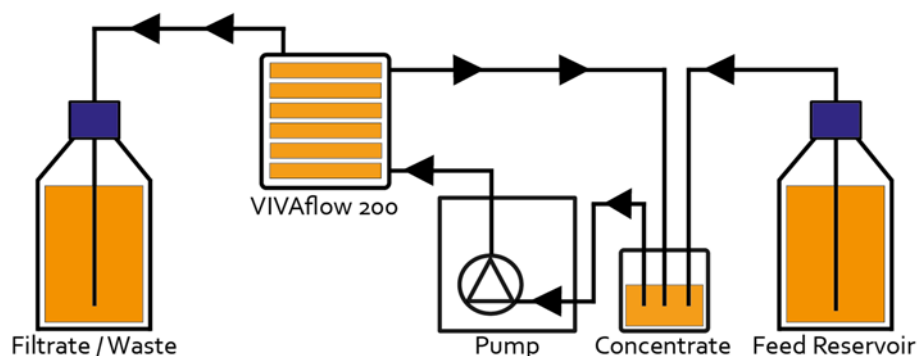 VIVAflow 200
Filtrate / Waste
Pump
Concentrate
Feed Reservoir